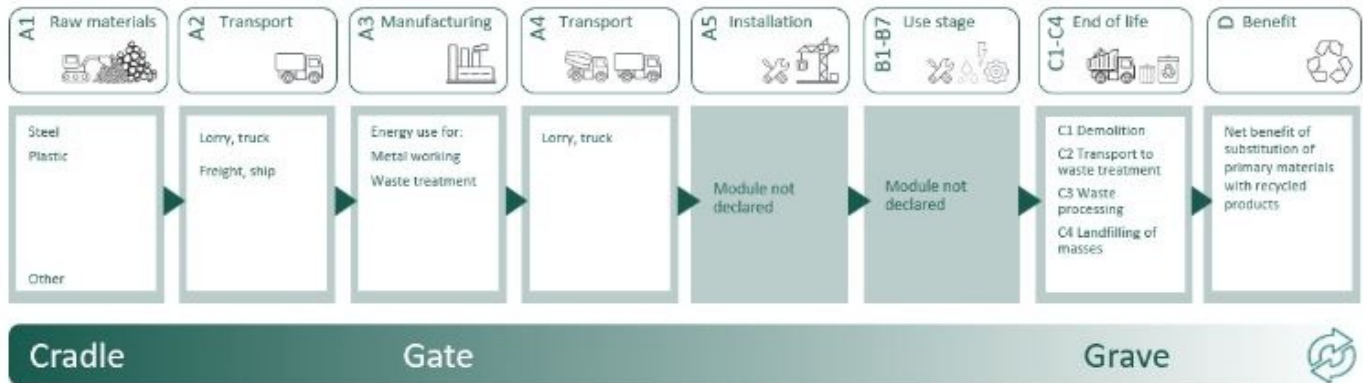 A1 Raw materials
A2 Transport
A3 Manufacturing
A4 Transport
A5 Installation
B1-B7 Use stage
C1-C4 End of life
D Benefit
Steel
Plastic
Other
Lorry, truck
Freight, ship
Energy use for:
Metal working
Waste treatment
Lorry, truck
Module not
declared
Module not
declared
C1 Demolition
C2 Transport to
waste treatment
C3 Waste
processing
C4 Landfilling of
masses
Net benefit of
substitution of
primary materials
with recycled
products
Cradle
Gate
Grave